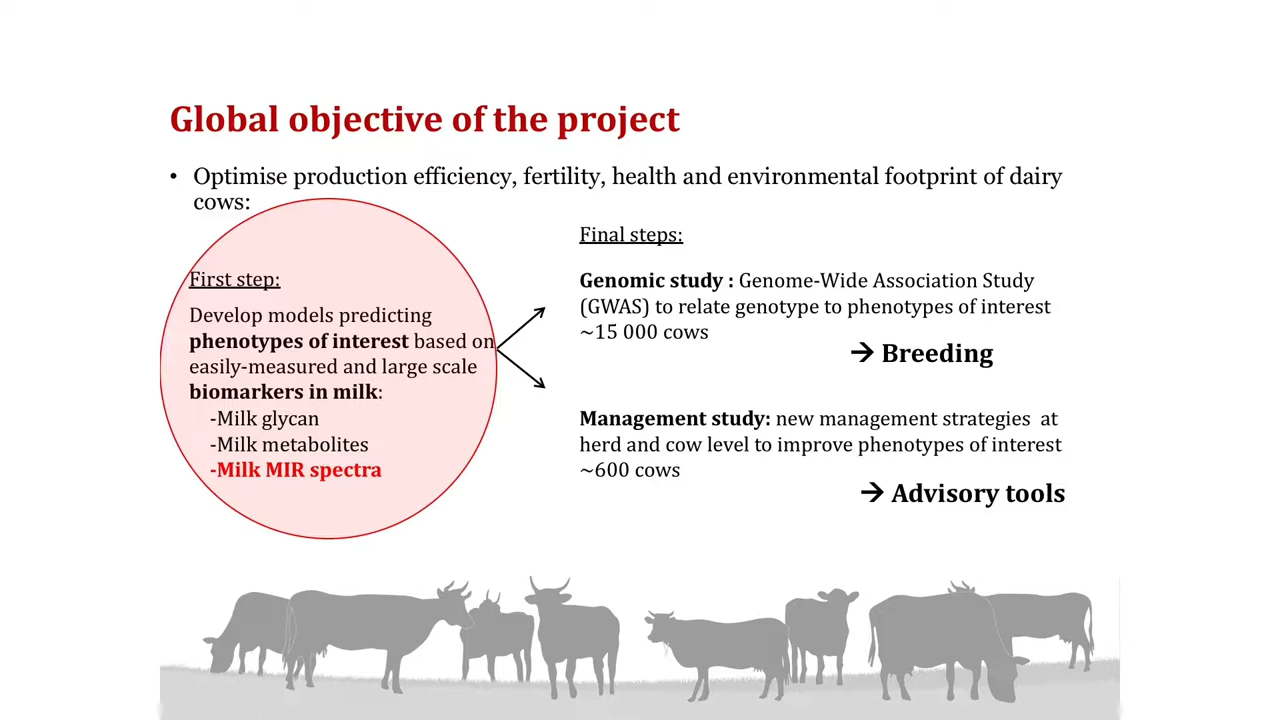 Global objective of the project
• Optimise production efficiency, fertility, health and environmental footprint of dairy
cows:
First step:
Develop models predicting
phenotypes of interest based on
easily-measured and large scale
biomarkers in milk:
-Milk glycan
-Milk metabolites
-Milk MIR spectra
Final steps:
Genomic study : Genome-Wide Association Study
(GWAS) to relate genotype to phenotypes of interest
~15 000 cows
→ Breeding
Management study: new management strategies at
herd and cow level to improve phenotypes of interest
~600 cows
→ Advisory tools